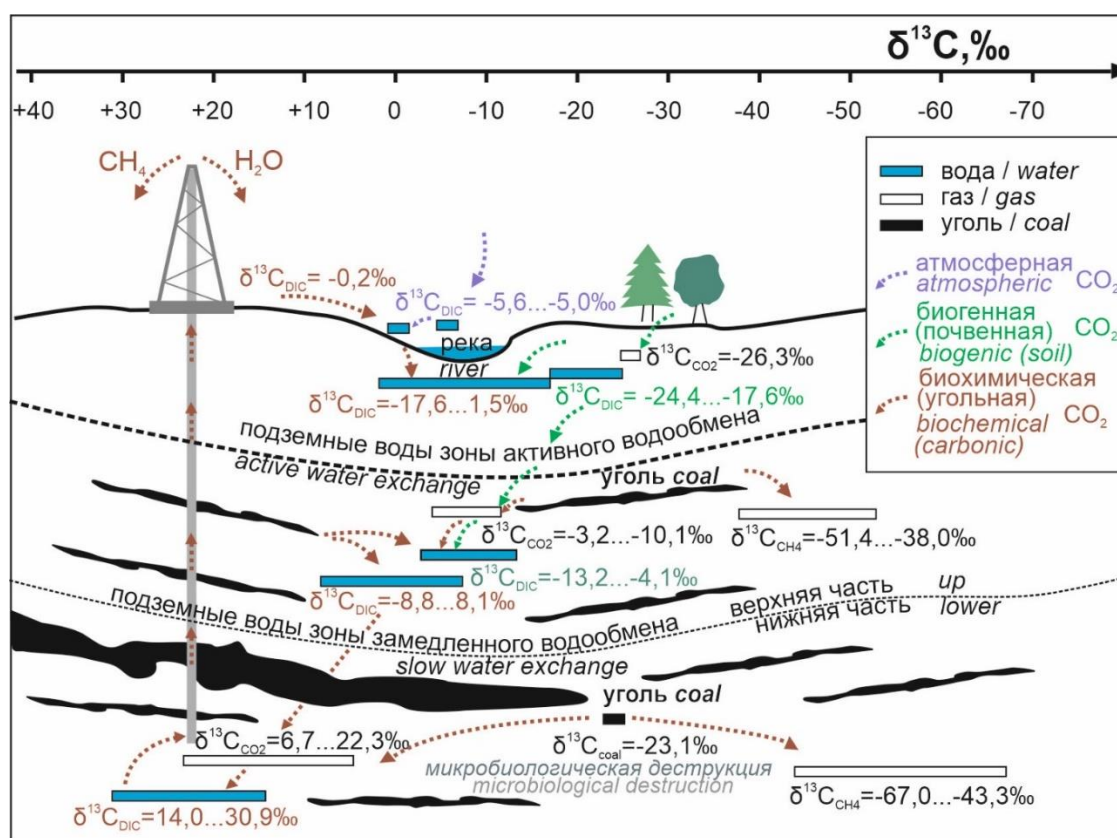 δ¹³C,‰
+40 +30 +20 +10 0 -10 -20 -30 -40 -50 -60 -70
CH₄
H₂O
вода / water
газ / gas
уголь / coal
атмосферная
atmospheric
CO₂
биогенная
(почвенная)
biogenic (soil)
CO₂
биохимическая
(угольная)
biochemical
(carbonic)
CO₂
δ¹³C_DIC= -0,2‰
δ¹³C_DIC= -5,6...-5,0‰
река
river
δ¹³C_CO2=-26,3‰
δ¹³C_DIC=-17,6...1,5‰
δ¹³C_DIC= -24,4...-17,6‰
подземные воды зоны активного водообмена
active water exchange
уголь coal
δ¹³C_CO2=-3,2...-10,1‰
δ¹³C_CH4=-51,4...-38,0‰
δ¹³C_DIC=-13,2...-4,1‰
δ¹³C_DIC=-8,8...8,1‰
верхняя часть up
нижняя часть lower
подземные воды зоны замедленного водообмена
slow water exchange
уголь coal
δ¹³C_CO2=6,7...22,3‰
δ¹³C_coal=-23,1‰
микробиологическая деструкция
microbiological destruction
δ¹³C_CH4=-67,0...-43,3‰
δ¹³C_DIC=14,0...30,9‰